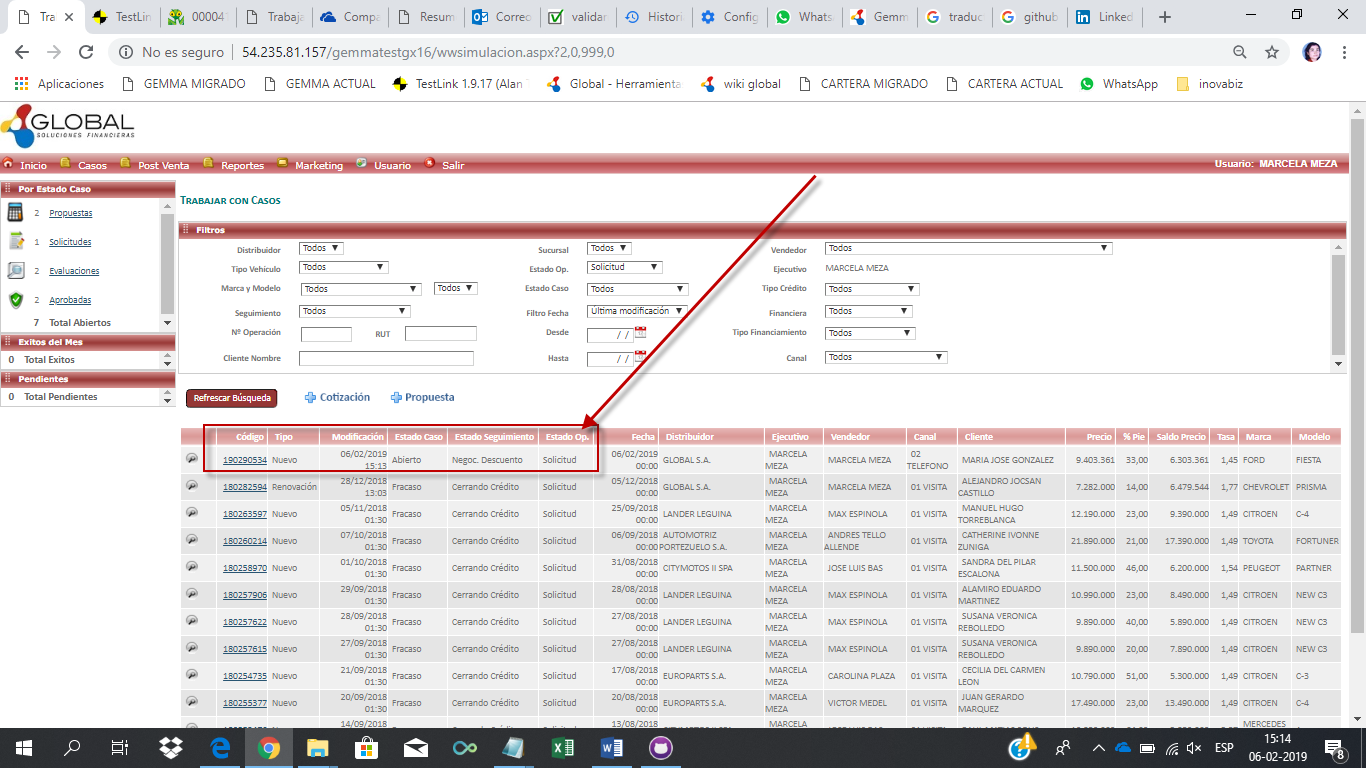 Tra
TestLink
00004
Trabaja
Compa
Resum
Correo
validar
Histori
Config
Whats
Gemm
traduc
github
Linked
No es seguro | 54.235.81.157/gemmatestgx16/wwsimulacion.aspx?2,0,999,0
Aplicaciones GEMMA MIGRADO GEMMA ACTUAL TestLink 1.9.17 (Alan Global - Herramienta wiki global CARTERA MIGRADO CARTERA ACTUAL WhatsApp inovabiz
GLOBAL
SOLUCIONES FINANCIERAS
Inicio Casos Post Venta Reportes Marketing Usuario Salir Usuario: MARCELA MEZA
Por Estado Caso
2 Propuestas
1 Solicitudes
2 Evaluaciones
2 Aprobadas
7 Total Abiertos
Exitos del Mes
0 Total Exitos
Pendientes
0 Total Pendientes
TRABAJAR CON CASOS
Filtros
Distribuidor Todos Sucursal Todos Vendedor Todos
Tipo Vehículo Todos Estado Op. Solicitud Ejecutivo MARCELA MEZA
Marca y Modelo Todos Todos Estado Caso Todos Tipo Crédito Todos
Seguimiento Todos Filtro Fecha Última modificación Financiera Todos
Nº Operación RUT Desde / / Tipo Financiamiento Todos
Cliente Nombre Hasta / / Canal Todos
Refrescar Búsqueda Cotización Propuesta
Código Tipo Modificación Estado Caso Estado Seguimiento Estado Op. Fecha Distribuidor Ejecutivo Vendedor Canal Cliente Precio % Pie Saldo Precio Tasa Marca Modelo
190290534 Nuevo 06/02/2019 15:13 Abierto Negoc. Descuento Solicitud 06/02/2019 00:00 GLOBAL S.A. MARCELA MEZA MARCELA MEZA 02 TELEFONO MARIA JOSE GONZALEZ 9.403.361 33,00 6.303.361 1,45 FORD FIESTA
180282594 Renovación 28/12/2018 13:03 Fracaso Cerrando Crédito Solicitud 05/12/2018 00:00 GLOBAL S.A. MARCELA MEZA MARCELA MEZA 01 VISITA ALEJANDRO JOCSAN CASTILLO 7.282.000 14,00 6.479.544 1,77 CHEVROLET PRISMA
180263597 Nuevo 05/11/2018 01:30 Fracaso Cerrando Crédito Solicitud 25/09/2018 00:00 LANDER LEGUINA MARCELA MEZA MAX ESPINOLA 01 VISITA MANUEL HUGO TORREBLANCA 12.190.000 23,00 9.390.000 1,49 CITROEN C-4
180260214 Nuevo 07/10/2018 01:30 Fracaso Cerrando Crédito Solicitud 06/09/2018 00:00 AUTOMOTRIZ PORTEZUELO S.A. MARCELA MEZA ANDRES TELLO ALLENDE 01 VISITA CATHERINE IVONNE ZUNIGA 21.890.000 21,00 17.390.000 1,49 TOYOTA FORTUNER
180258970 Nuevo 01/10/2018 01:30 Fracaso Cerrando Crédito Solicitud 31/08/2018 00:00 CITYMOTOS II SPA MARCELA MEZA JOSE LUIS BAS 01 VISITA SANDRA DEL PILAR ESCALONA 11.500.000 46,00 6.200.000 1,54 PEUGEOT PARTNER
180257906 Nuevo 29/09/2018 01:30 Fracaso Cerrando Crédito Solicitud 28/08/2018 00:00 LANDER LEGUINA MARCELA MEZA MAX ESPINOLA 01 VISITA ALAMIRO EDUARDO MARTINEZ 10.990.000 23,00 8.490.000 1,49 CITROEN NEW C3
180257622 Nuevo 28/09/2018 01:30 Fracaso Cerrando Crédito Solicitud 27/08/2018 00:00 LANDER LEGUINA MARCELA MEZA MAX ESPINOLA 01 VISITA SUSANA VERONICA REBOLLEDO 9.890.000 40,00 5.890.000 1,49 CITROEN NEW C3
180257615 Nuevo 27/09/2018 01:30 Fracaso Cerrando Crédito Solicitud 27/08/2018 00:00 LANDER LEGUINA MARCELA MEZA MAX ESPINOLA 01 VISITA SUSANA VERONICA REBOLLEDO 9.890.000 20,00 7.890.000 1,49 CITROEN NEW C3
180254735 Nuevo 21/09/2018 01:30 Fracaso Cerrando Crédito Solicitud 17/08/2018 00:00 EUROPARTS S.A. MARCELA MEZA CAROLINA PLAZA 01 VISITA CECILIA DEL CARMEN LEON 10.790.000 51,00 5.300.000 1,49 CITROEN C-3
180255377 Nuevo 20/09/2018 01:30 Fracaso Cerrando Crédito Solicitud 20/08/2018 00:00 EUROPARTS S.A. MARCELA MEZA VICTOR MEDEL 01 VISITA JUAN GERARDO MARQUEZ 17.490.000 23,00 13.490.000 1,49 CITROEN C-4
14/09/2018 13/08/2018 MARCELA MERCEDES
ESP 15:14
06-02-2019 8